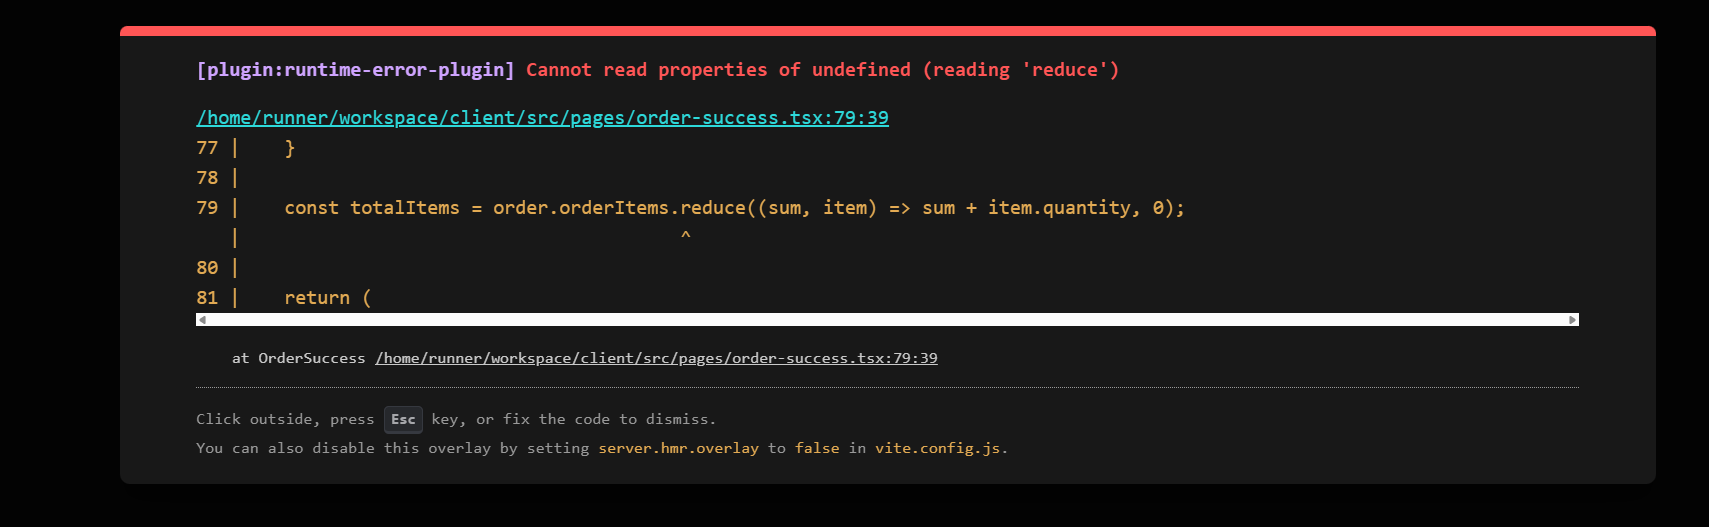 [plugin:runtime-error-plugin] Cannot read properties of undefined (reading 'reduce')
/home/runner/workspace/client/src/pages/order-success.tsx:79:39
77 |    }
78 |
79 |    const totalItems = order.orderItems.reduce((sum, item) => sum + item.quantity, 0);
   |                                        ^
80 |
81 |    return (
at OrderSuccess /home/runner/workspace/client/src/pages/order-success.tsx:79:39
Click outside, press Esc key, or fix the code to dismiss.
You can also disable this overlay by setting server.hmr.overlay to false in vite.config.js.